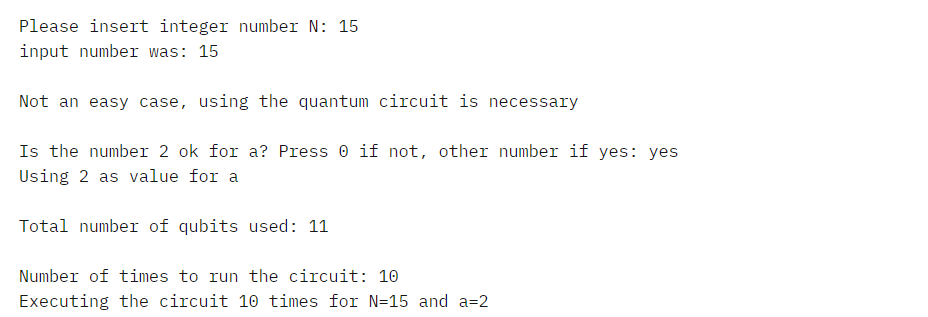 Please insert integer number N: 15
input number was: 15
Not an easy case, using the quantum circuit is necessary
Is the number 2 ok for a? Press 0 if not, other number if yes: yes
Using 2 as value for a
Total number of qubits used: 11
Number of times to run the circuit: 10
Executing the circuit 10 times for N=15 and a=2